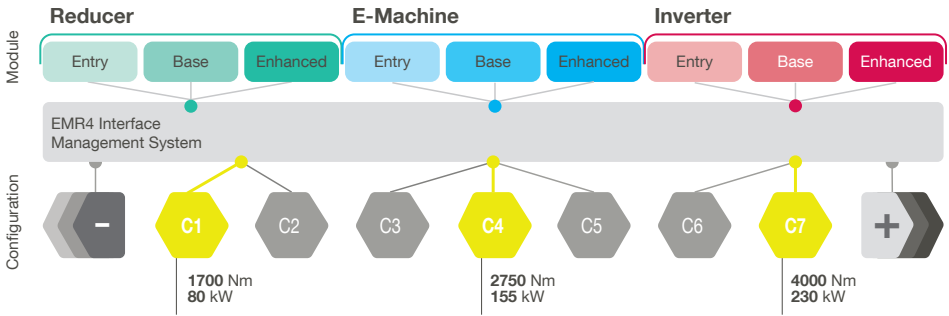 Reducer E-Machine Inverter
Module
Entry Base Enhanced Entry Base Enhanced Entry Base Enhanced
EMR4 Interface
Management System
Configuration
- C1 C2 C3 C4 C5 C6 C7 +
1700 Nm 2750 Nm 4000 Nm
80 kW 155 kW 230 kW